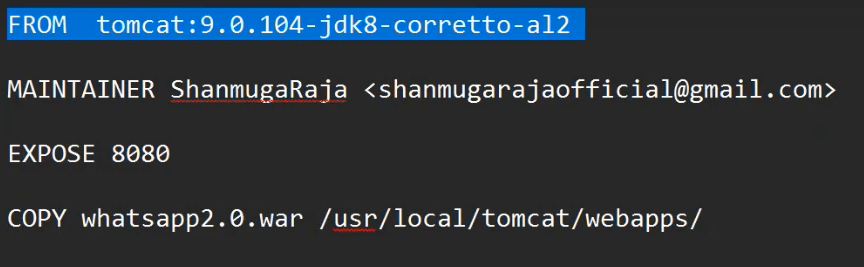 FROM  tomcat:9.0.104-jdk8-corretto-al2
MAINTAINER ShanmugaRaja <shanmugarajaofficial@gmail.com>
EXPOSE 8080
COPY whatsapp2.0.war /usr/local/tomcat/webapps/